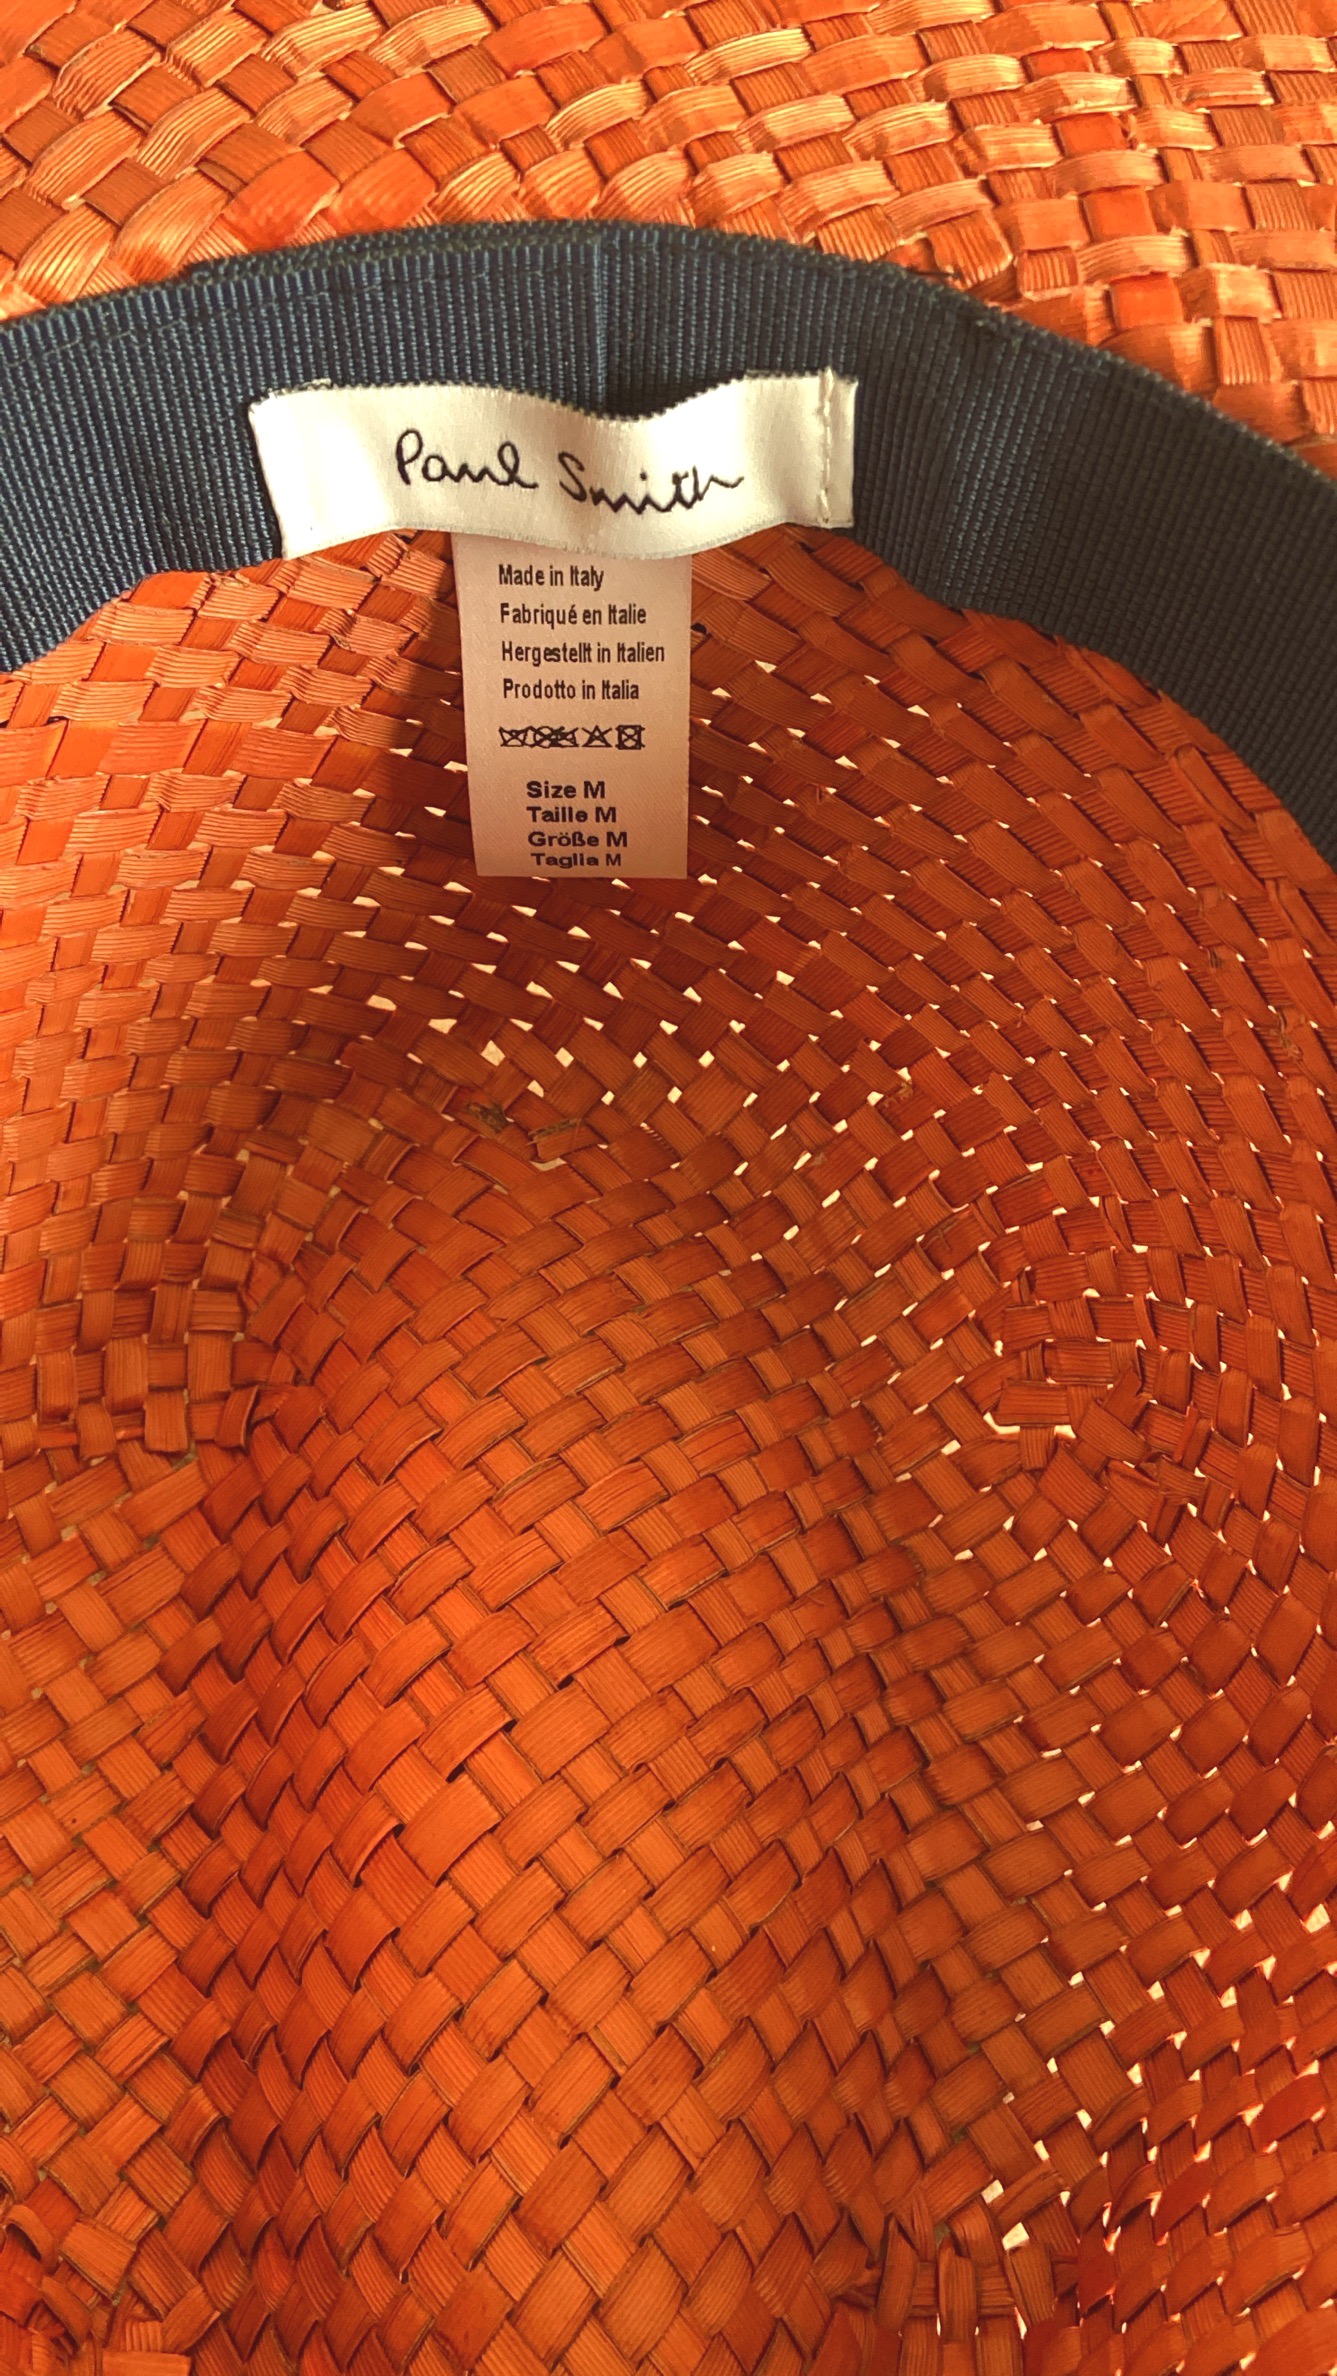 Paul Smith
Made in Italy
Fabriqué en Italie
Hergestellt in Italien
Prodotto in Italia
Size M
Taille M
Größe M
Taglia M